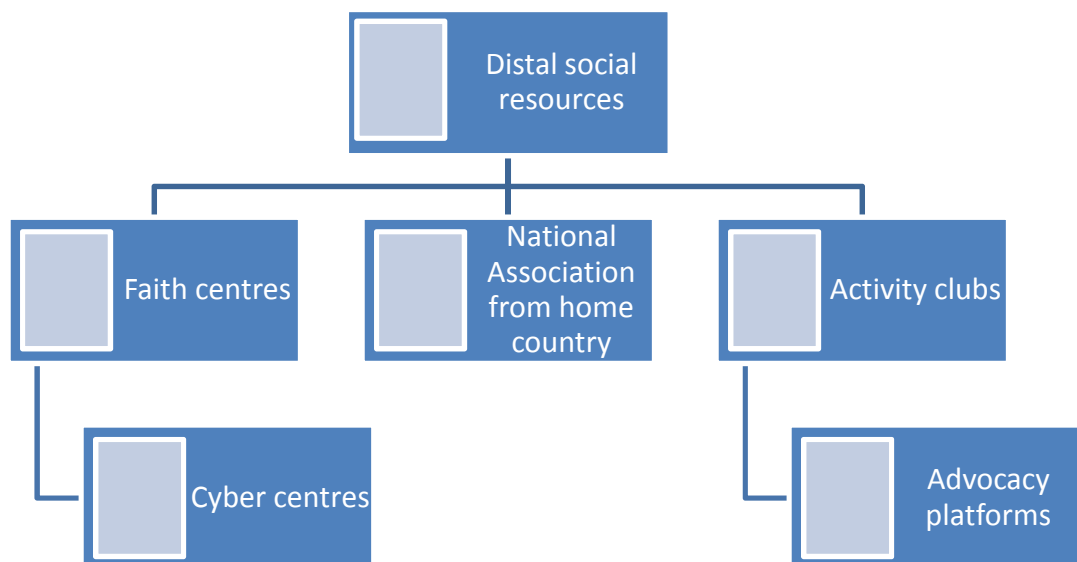 Distal social
resources
Faith centres
National
Association
from home
country
Activity clubs
Cyber centres
Advocacy
platforms